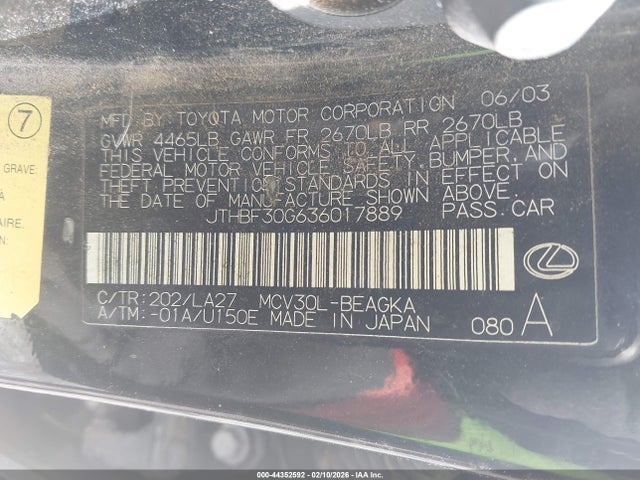 7
GRAVE:
À
SUR
30
MFD BY: TOYOTA MOTOR CORPORATION 06/03
GVWR 4465LB GAWR FR 2670LB RR 2670LB
THIS VEHICLE CONFORMS TO ALL APPLICABLE
FEDERAL MOTOR VEHICLE SAFETY,BUMPER,AND
THEFT PREVENTION STANDARDS IN EFFECT ON
THE DATE OF MANUFACTURE SHOWN ABOVE.
JTHBF30G636017889 PASS.CAR
C/TR:202/LA27 MCV30L-BEAGKA
A/TM:-01A/U150E MADE IN JAPAN 080 A
000-44352592 - 02/10/2026 - IAA Inc.